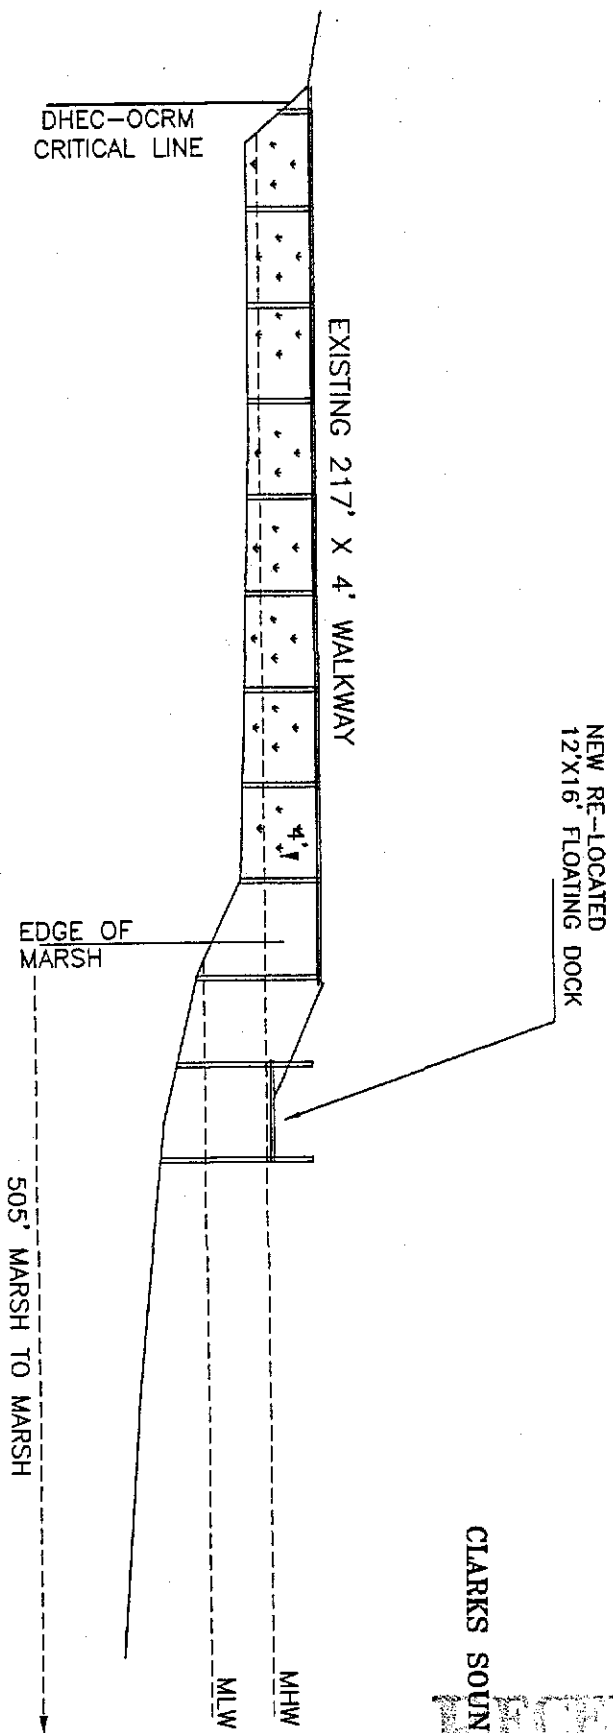 DHEC-OCRM
CRITICAL LINE
EXISTING 217' X 4' WALKWAY
NEW RE-LOCATED
12'X16' FLOATING DOCK
4'
EDGE OF
MARSH
505' MARSH TO MARSH
CLARKS SOUN
MHW
MLW